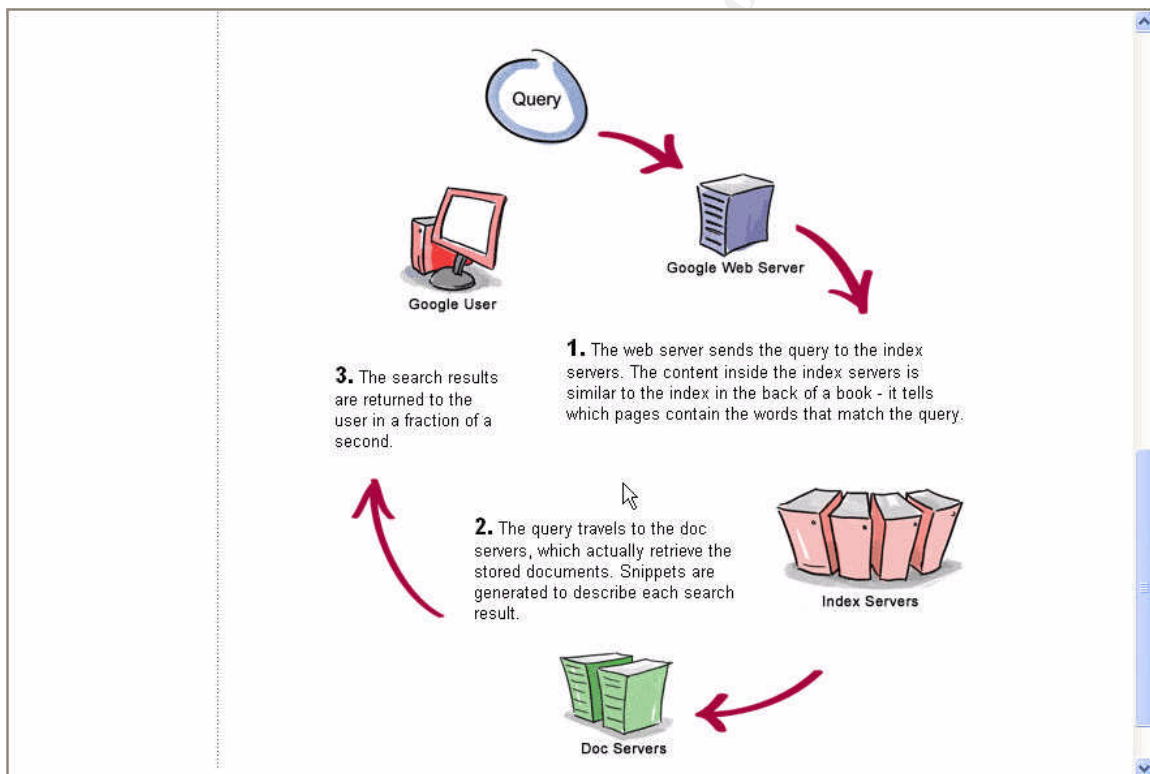 Query
Google Web Server
Google User
1. The web server sends the query to the index
servers. The content inside the index servers is
similar to the index in the back of a book - it tells
which pages contain the words that match the query.
3. The search results
are returned to the
user in a fraction of a
second.
2. The query travels to the doc
servers, which actually retrieve the
stored documents. Snippets are
generated to describe each search
result.
Index Servers
Doc Servers